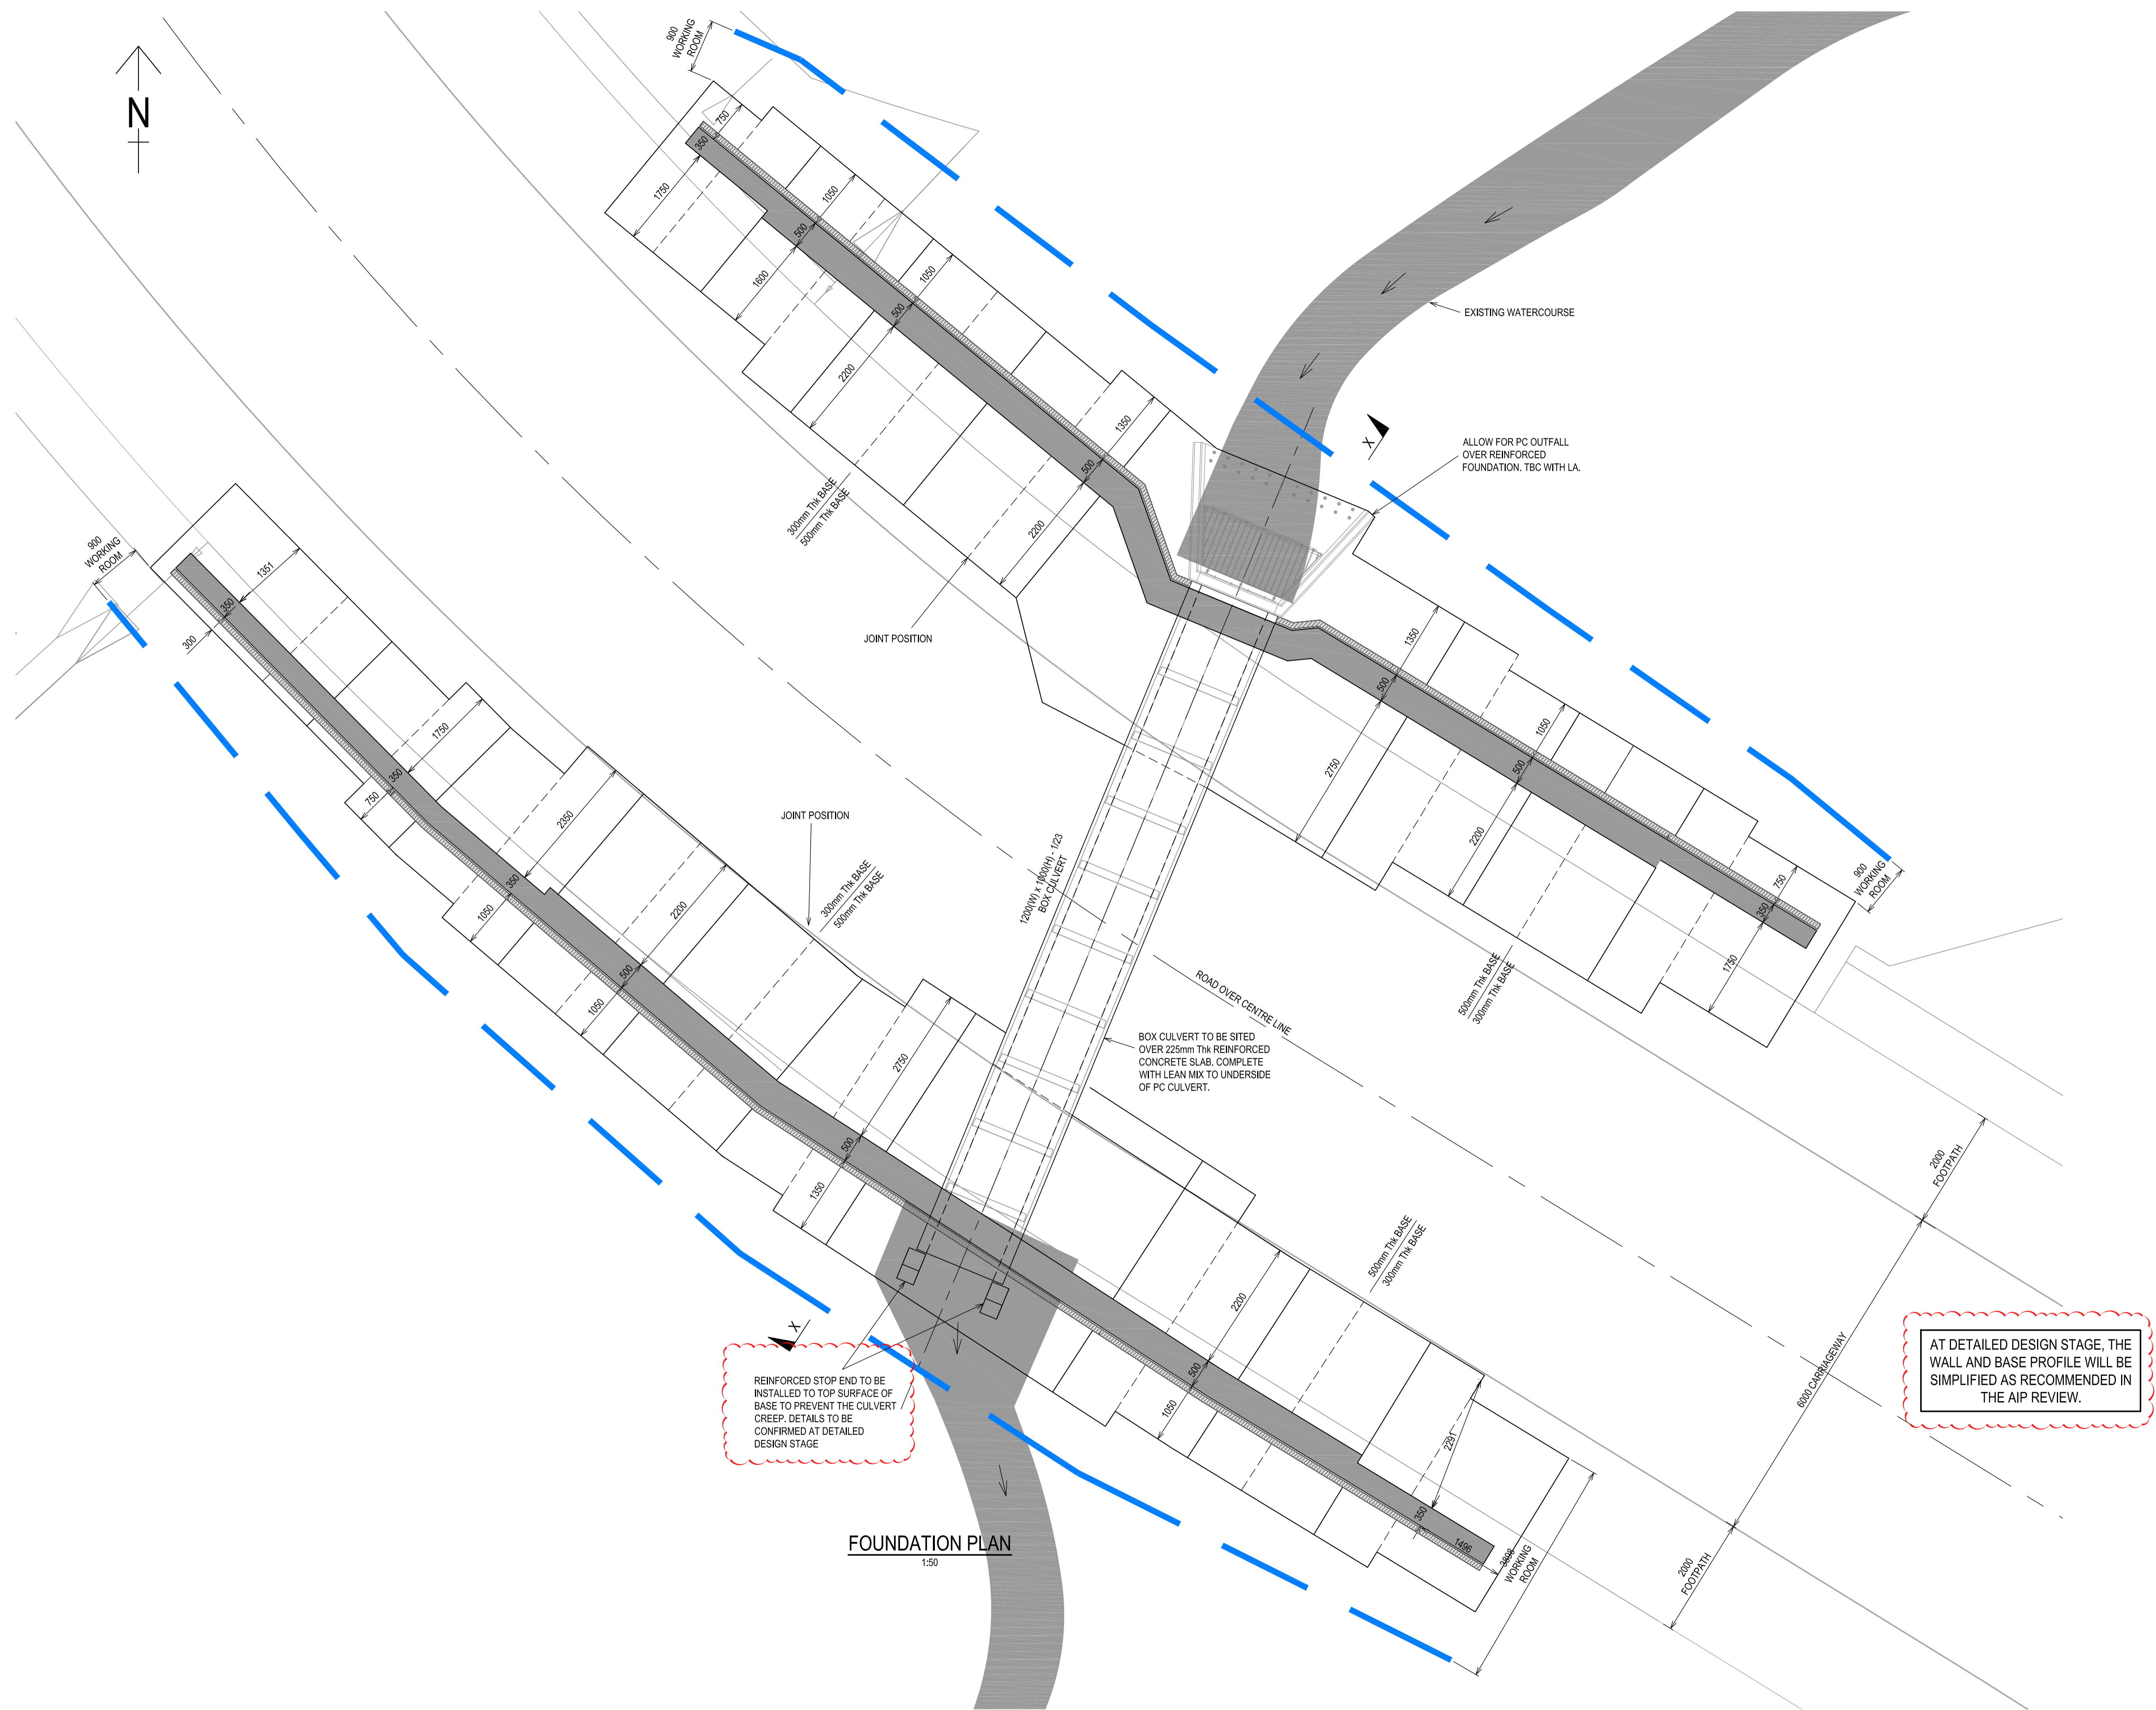 900
WORKING
ROOM
N
750
350
1750
1050
500
1600
1050
500
2200
EXISTING WATERCOURSE
X
ALLOW FOR PC OUTFALL
OVER REINFORCED
FOUNDATION. TBC WITH LA.
1350
500
2200
300mm Thk BASE
500mm Thk BASE
JOINT POSITION
900
WORKING
ROOM
1351
350
300
1350
500
2750
1050
500
2200
750
350
1750
900
WORKING
ROOM
500mm Thk BASE
300mm Thk BASE
1750
350
750
2350
350
1050
JOINT POSITION
300mm Thk BASE
500mm Thk BASE
2200
500
1050
1200(W) x 1000(H) - 1/23
BOX CULVERT
ROAD OVER CENTRE LINE
BOX CULVERT TO BE SITED
OVER 225mm Thk REINFORCED
CONCRETE SLAB, COMPLETE
WITH LEAN MIX TO UNDERSIDE
OF PC CULVERT.
2750
500
1350
2000
FOOTPATH
6000 CARRIAGEWAY
2000
FOOTPATH
500mm Thk BASE
300mm Thk BASE
2200
500
1050
X
REINFORCED STOP END TO BE
INSTALLED TO TOP SURFACE OF
BASE TO PREVENT THE CULVERT
CREEP. DETAILS TO BE
CONFIRMED AT DETAILED
DESIGN STAGE
AT DETAILED DESIGN STAGE, THE
WALL AND BASE PROFILE WILL BE
SIMPLIFIED AS RECOMMENDED IN
THE AIP REVIEW.
2291
350
1496
3898
WORKING
ROOM
FOUNDATION PLAN
1:50